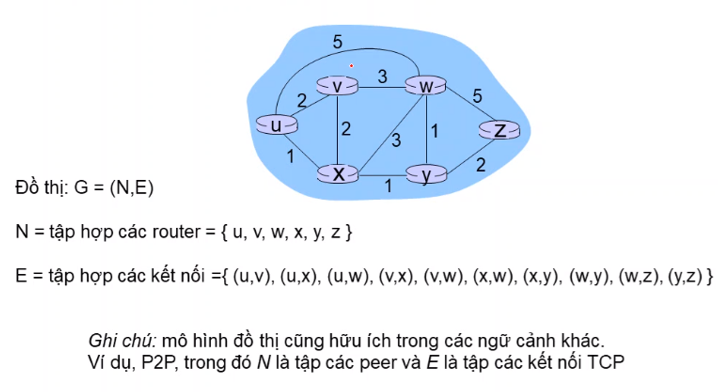 5
v 3 w
2 5
u 2 3 1 z
1 2
x 1 y
Đồ thị: G = (N,E)
N = tập hợp các router = { u, v, w, x, y, z }
E = tập hợp các kết nối ={ (u,v), (u,x), (u,w), (v,x), (v,w), (x,w), (x,y), (w,y), (w,z), (y,z) }
Ghi chú: mô hình đồ thị cũng hữu ích trong các ngữ cảnh khác.
Ví dụ, P2P, trong đó N là tập các peer và E là tập các kết nối TCP